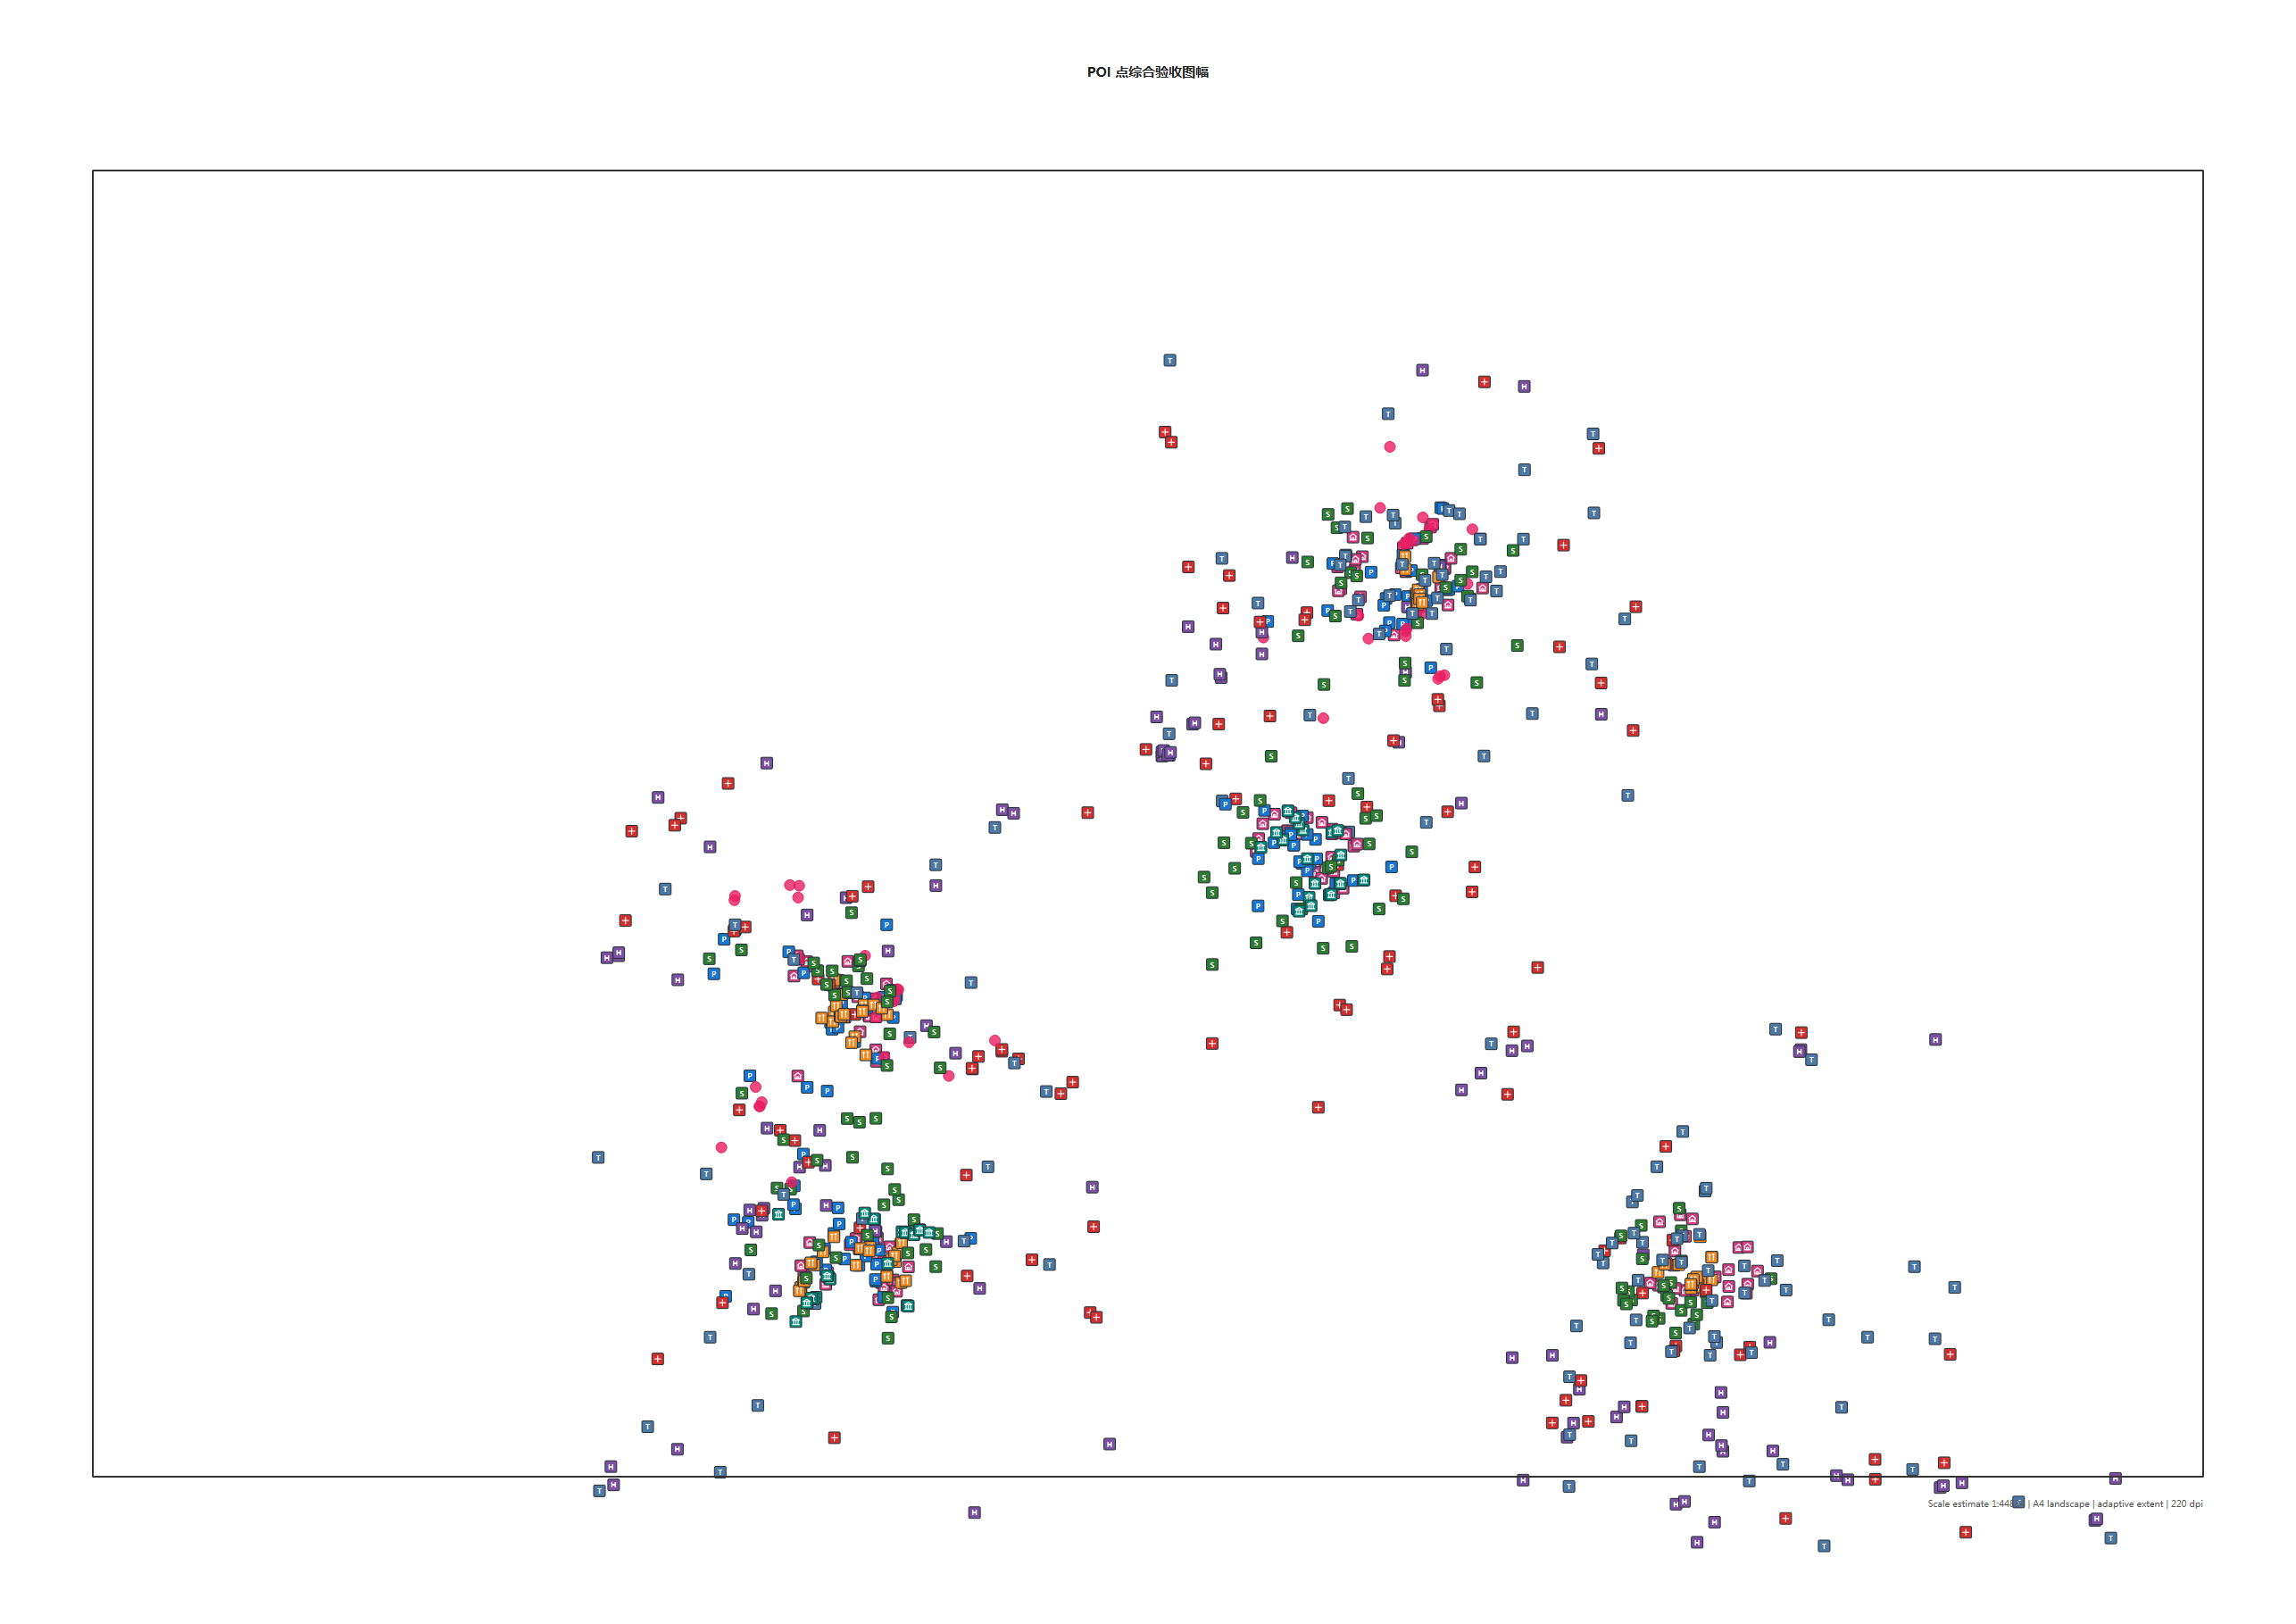 POI 点综合验收图幅
Scale estimate 1:448 | A4 landscape | adaptive extent | 220 dpi